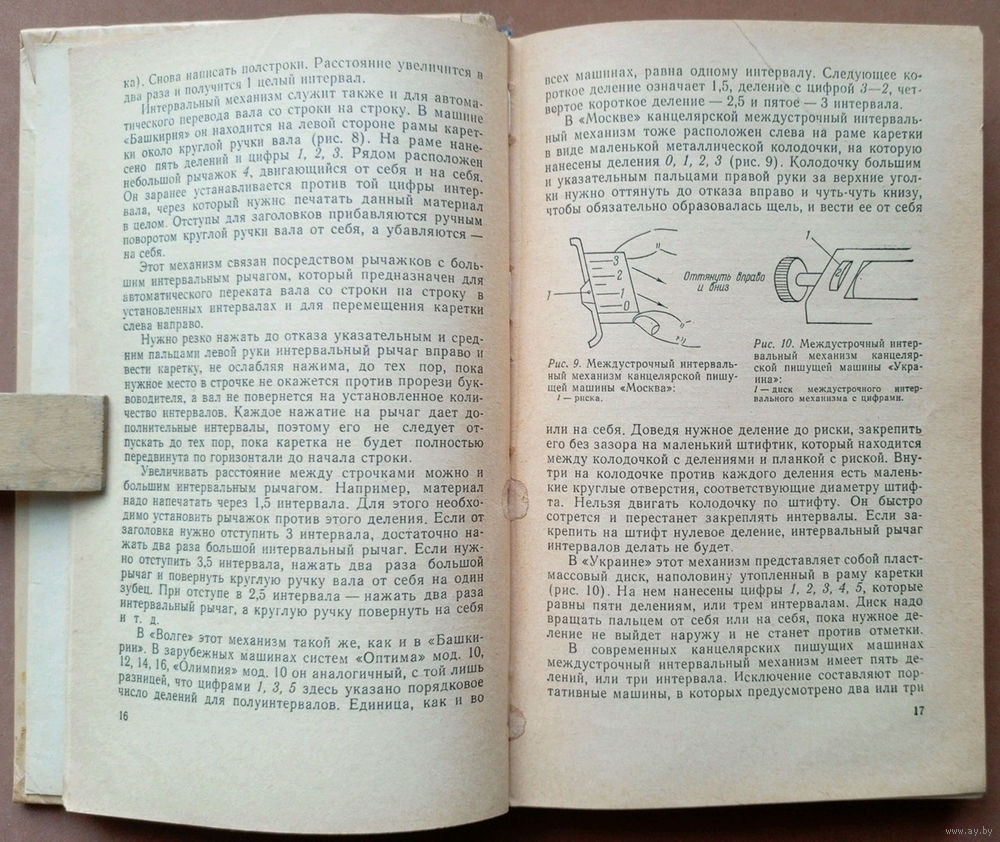 ка). Снова написать полстроки. Расстояние увеличится в
два раза и получится 1 целый интервал.
Интервальный механизм служит также и для автома-
тического перевода вала со строки на строку. В машине
«Башкирия» он находится на левой стороне рамы карет-
ки около круглой ручки вала (рис. 8). На раме нане-
сено пять делений и цифры 1, 2, 3. Рядом расположен
небольшой рычажок 4, двигающийся от себя и на себя.
Он заранее устанавливается против той цифры интер-
вала, через который нужнс печатать данный материал
в целом. Отступы для заголовков прибавляются ручным
поворотом круглой ручки вала от себя, а убавляются —
на себя.
Этот механизм связан посредством рычажков с боль-
шим интервальным рычагом, который предназначен для
автоматического переката вала со строки па строку в
установленных интервалах и для перемещения каретки
слева направо.
Нужно резко нажать до отказа указательным и сред-
ним пальцами левой руки интервальный рычаг вправо и
вести каретку, не ослабляя нажима, до тех пор, пока
нужное место в строчке не окажется против прорези бук-
воводителя, а вал не повернется на установленное коли-
чество интервалов. Каждое нажатие на рычаг дает до-
полнительные интервалы, поэтому его не следует от-
пускать до тех пор, пока каретка не будет полностью
передвинута по горизонтали до начала строки.
Увеличивать расстояние между строчками можно и
большим интервальным рычагом. Например, материал
надо напечатать через 1,5 интервала. Для этого необхо-
димо установить рычажок против этого деления. Если от
заголовка нужно отступить 3 интервала, достаточно на-
жать два раза большой интервальный рычаг. Если нуж-
но отступить 3,5 интервала, нажать два раза большой
рычаг и повернуть круглую ручку вала от себя на один
зубец. При отступе в 2,5 интервала — нажать два раза
интервальный рычаг, а круглую ручку повернуть на себя
и т. д.
В «Волге» этот механизм такой же, как и в «Башки-
рии». В зарубежных машинах систем «Оптима» мод. 10,
12, 14, 16, «Олимпия» мод. 10 он аналогичный, с той лишь
разницей, что цифрами 1, 3, 5 здесь указано порядковое
число делений для полуинтервалов. Единица, как и во
16
всех машинах, равна одному интервалу. Следующее ко-
роткое деление означает 1,5, деление с цифрой 3—2, чет-
вертое короткое деление — 2,5 и пятое — 3 интервала.
В «Москве» канцелярской междустрочный интерваль-
ный механизм тоже расположен слева на раме каретки
в виде маленькой металлической колодочки, на которую
нанесены деления 0, 1, 2, 3 (рис. 9). Колодочку большим
и указательным пальцами правой руки за верхние угол-
ки нужно оттянуть до отказа вправо и чуть-чуть книзу,
чтобы обязательно образовалась щель, и вести ее от себя
3
2
1
0
1
Оттянуть вправо
и вниз
1
2
Рис. 9. Междустрочный интерваль-
ный механизм канцелярской пишу-
щей машины «Москва»:
1 — риска.
Рис. 10. Междустрочный интер-
вальный механизм канцеляр-
ской пишущей машины «Укра-
ина»:
1 — диск междустрочного интер-
вального механизма с цифрами.
или на себя. Доведя нужное деление до риски, закрепить
его без зазора на маленький штифтик, который находится
между колодочкой с делениями и планкой с риской. Вну-
три на колодочке против каждого деления есть малень-
кие круглые отверстия, соответствующие диаметру штиф-
та. Нельзя двигать колодочку по штифту. Он быстро
сотрется и перестанет закреплять интервалы. Если за-
крепить на штифт нулевое деление, интервальный рычаг
интервалов делать не будет.
В «Украине» этот механизм представляет собой пласт-
массовый диск, наполовину утопленный в раму каретки
(рис. 10). На нем нанесены цифры 1, 2, 3, 4, 5, которые
равны пяти делениям, или трем интервалам. Диск надо
вращать пальцем от себя или на себя, пока нужное де-
ление не выйдет наружу и не станет против отметки.
В современных канцелярских пишущих машинах
междустрочный интервальный механизм имеет пять де-
лений, или три интервала. Исключение составляют пор-
тативные машины, в которых предусмотрено два или три
17
www.ay.by